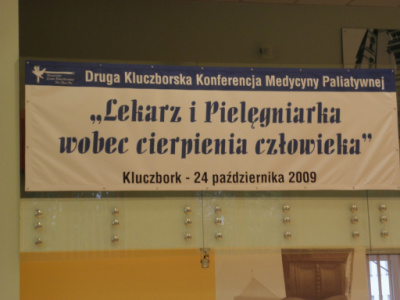 Druga Kluczborska Konferencja Medycyny Paliatywnej
„Lekarz i Pielęgniarka
wobec cierpienia człowieka"
Kluczbork - 24 października 2009